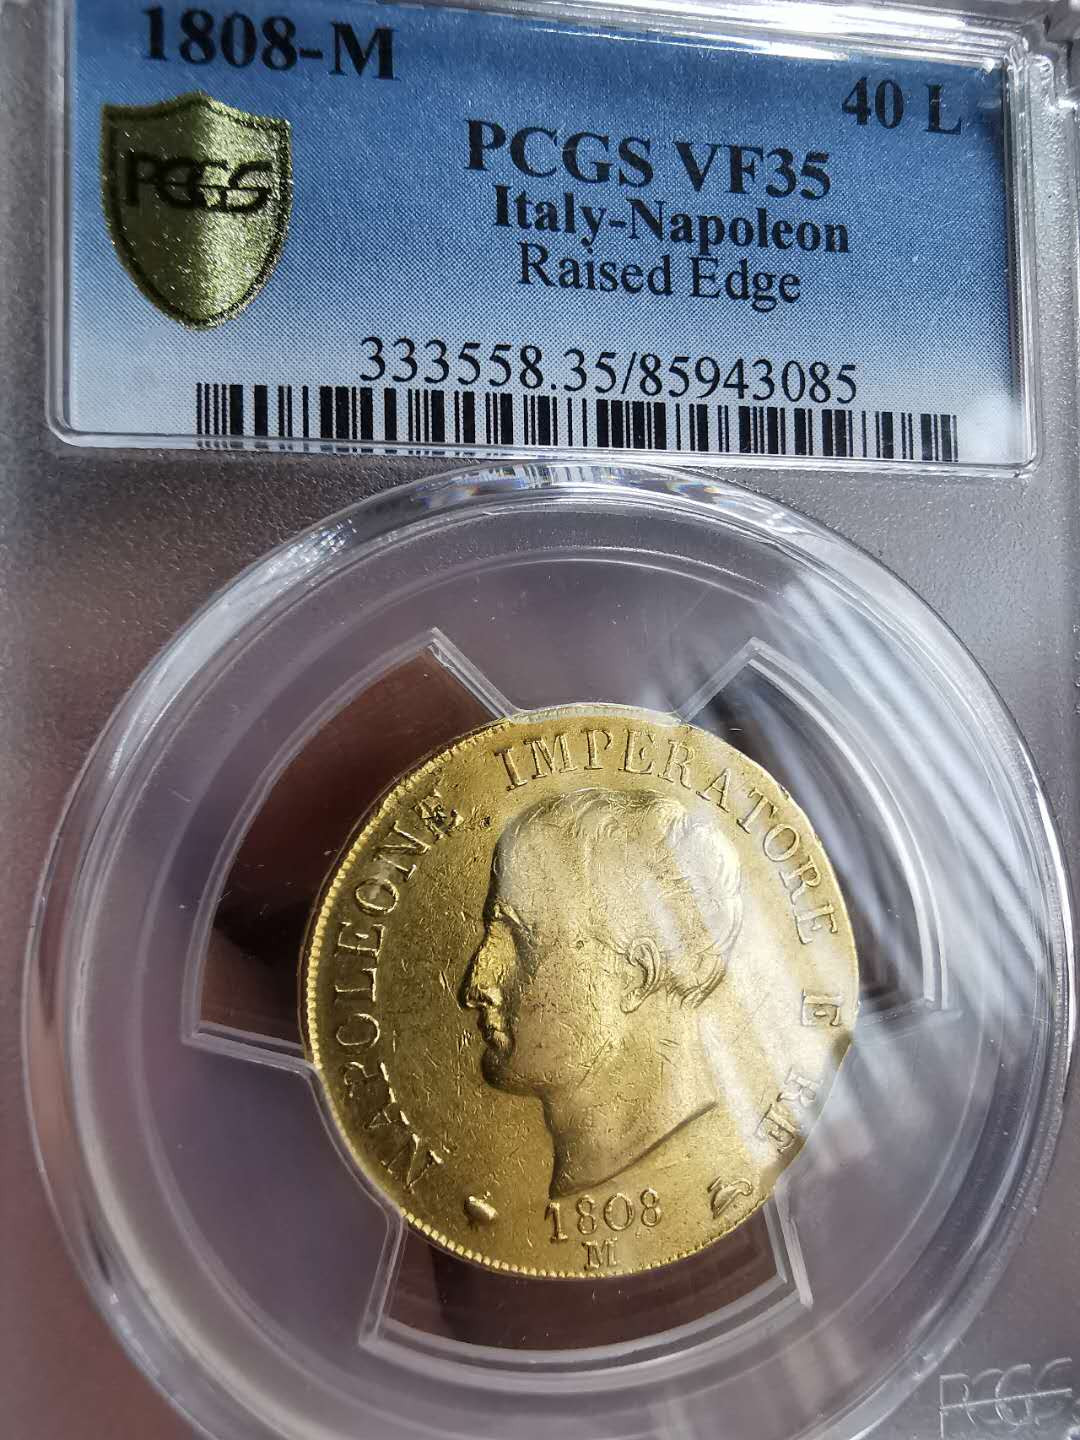 1808-M
40 L
PCGS
PCGS VF35
Italy-Napoleon
Raised Edge
333558.35/85943085
NAPOLEONE IMPERATORE E RE
1808
M
PCGS